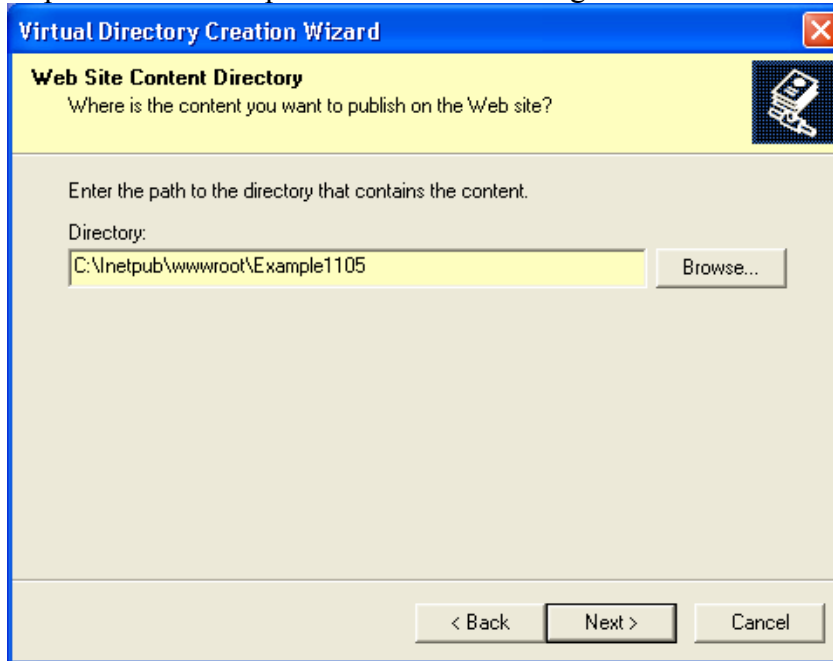 Virtual Directory Creation Wizard
Web Site Content Directory
Where is the content you want to publish on the Web site?
Enter the path to the directory that contains the content.
Directory:
C:\Inetpub\wwwroot\Example1105
Browse...
< Back
Next >
Cancel